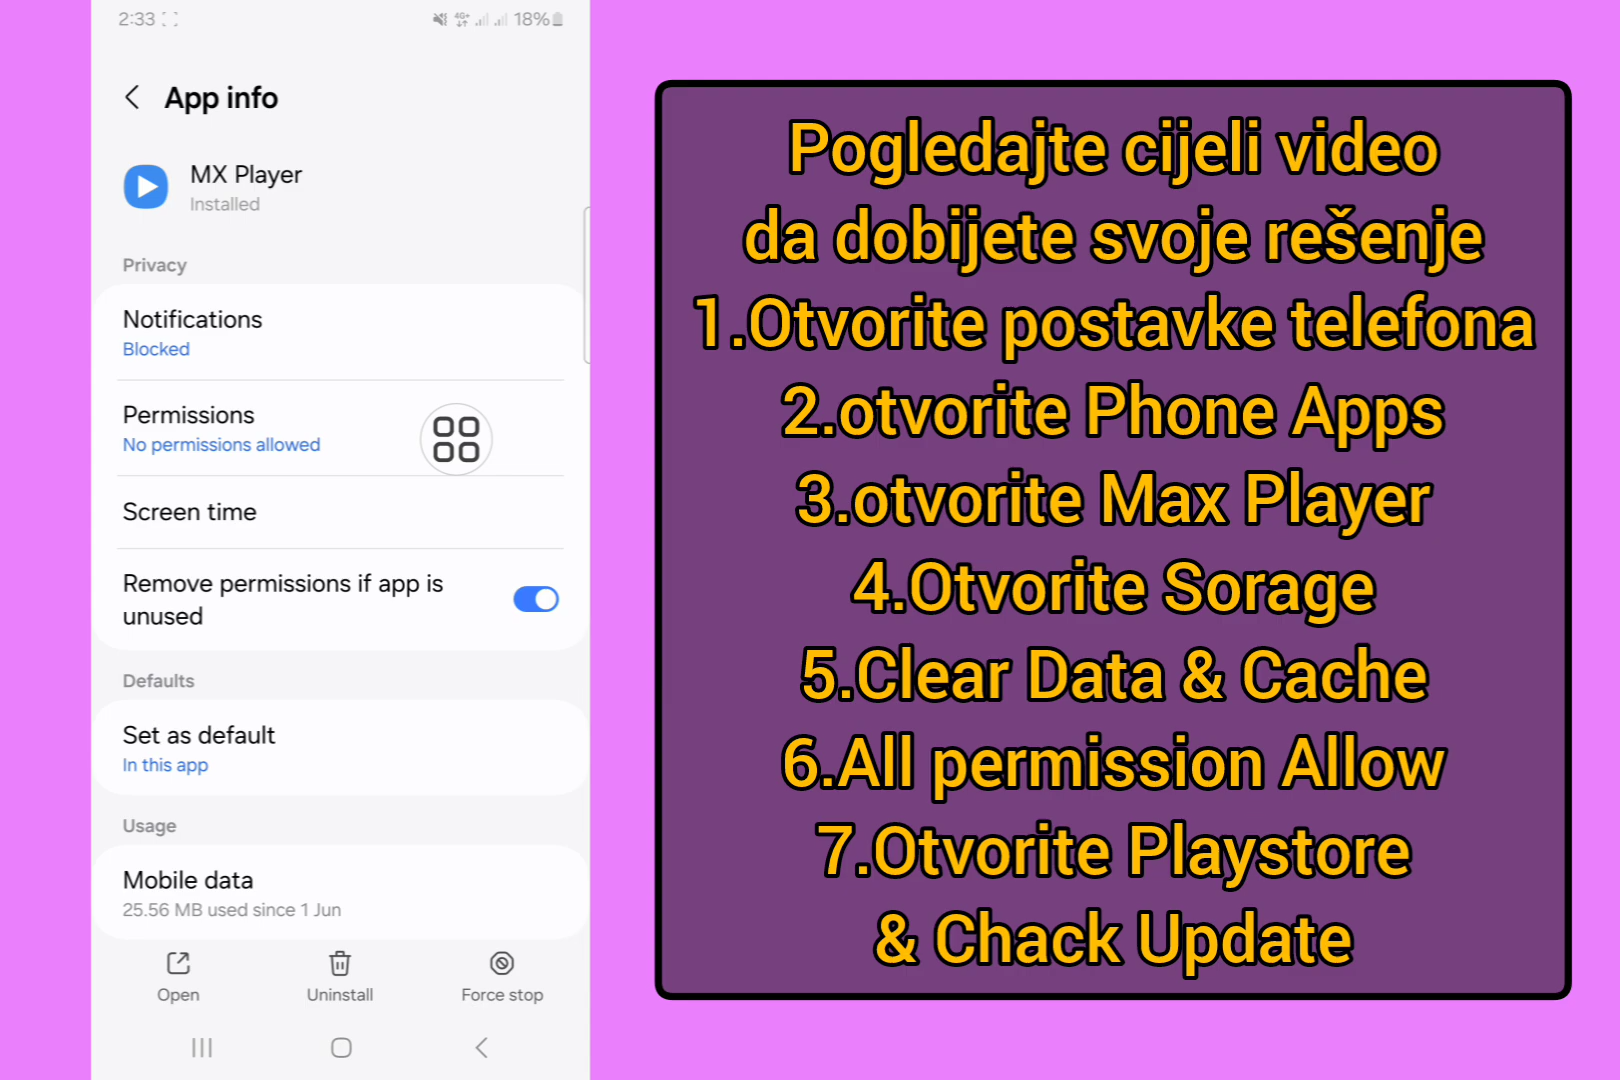 2:33
4G+
18%
App info
MX Player
Installed
Privacy
Notifications
Blocked
Permissions
No permissions allowed
Screen time
Remove permissions if app is
unused
Defaults
Set as default
In this app
Usage
Mobile data
25.56 MB used since 1 Jun
Open
Uninstall
Force stop
Pogledajte cijeli video
da dobijete svoje rešenje
1.Otvorite postavke telefona
2.otvorite Phone Apps
3.otvorite Max Player
4.Otvorite Sorage
5.Clear Data & Cache
6.All permission Allow
7.Otvorite Playstore
& Chack Update